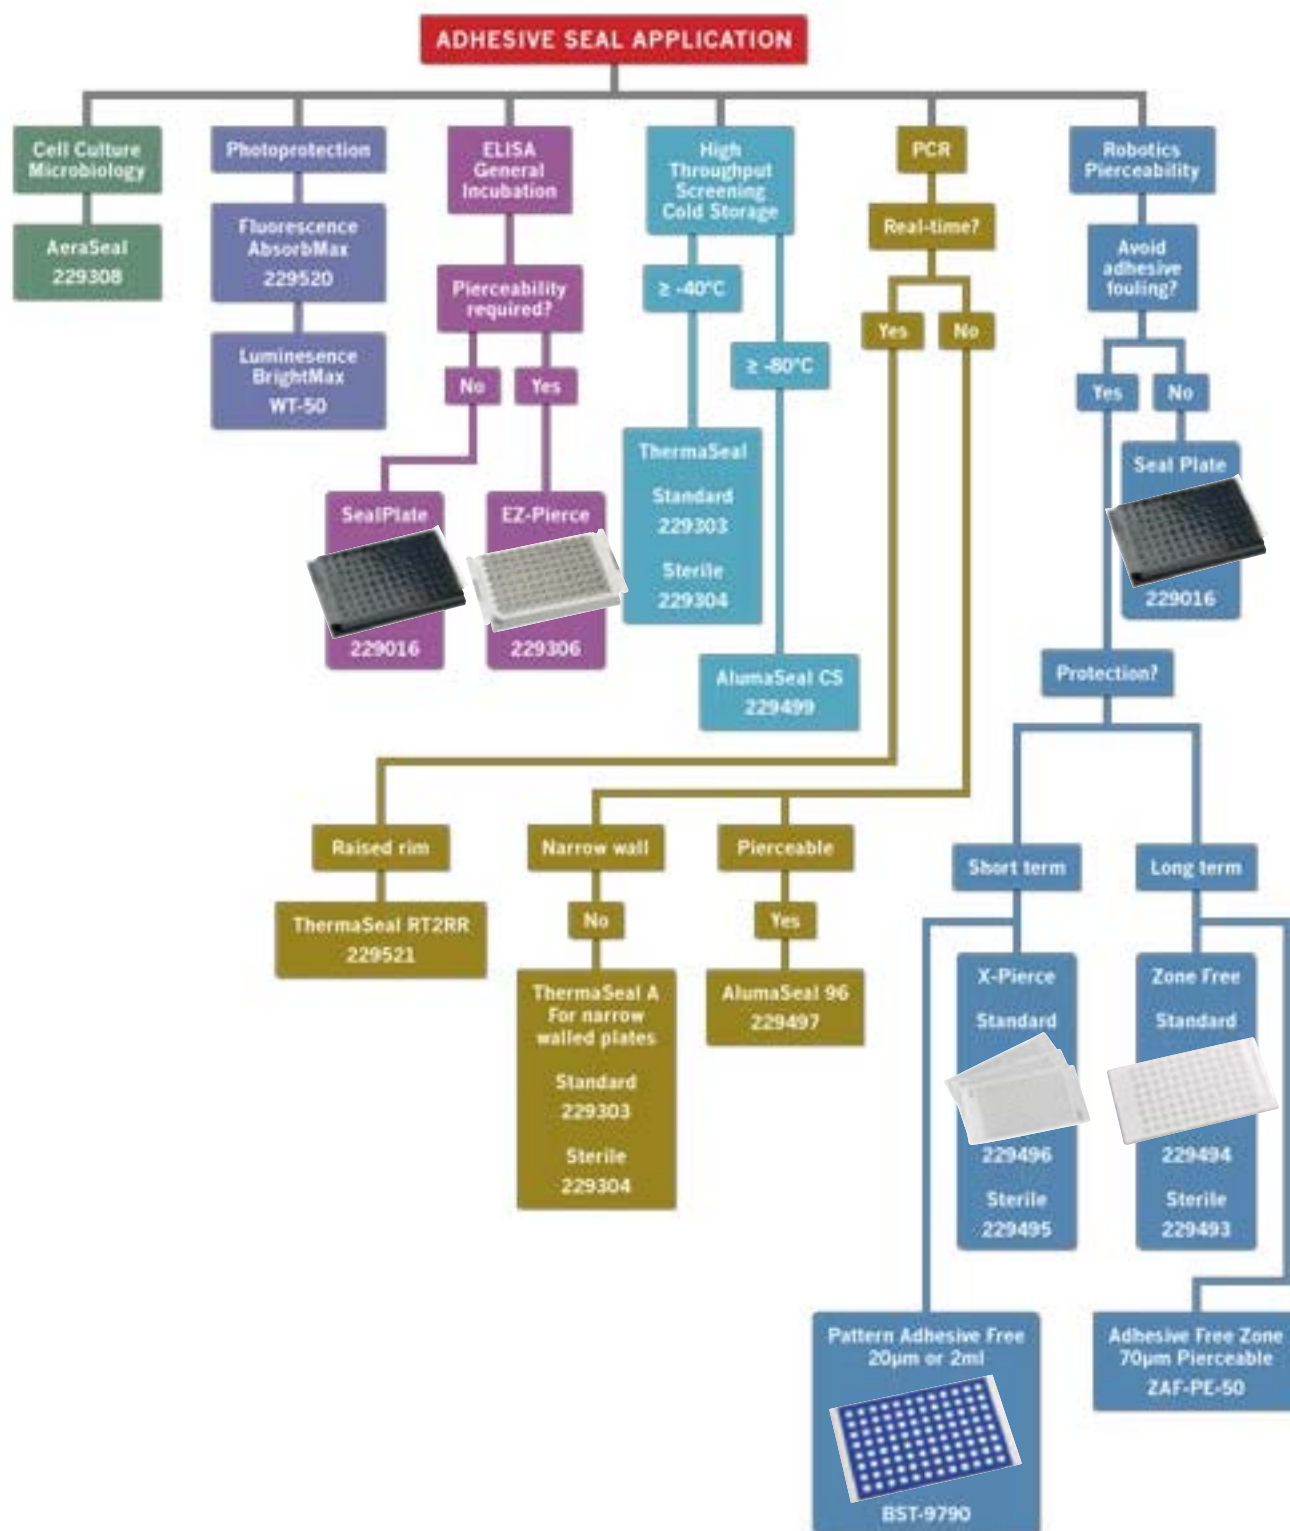 ADHESIVE SEAL APPLICATION
Cell Culture
Microbiology
AeraSeal
229308
Photoprotection
Fluorescence
AbsorbMax
229520
Luminesence
BrightMax
WT-50
ELISA
General
Incubation
Pierceability
required?
No
Yes
SealPlate
229016
EZ-Pierce
229306
High
Throughput
Screening
Cold Storage
≥ -40°C
≥ -80°C
ThermaSeal
Standard
229303
Sterile
229304
AlumaSeal CS
229499
PCR
Real-time?
Yes
No
Raised rim
ThermaSeal RT2RR
229521
Narrow wall
No
ThermaSeal A
For narrow
walled plates
Standard
229303
Sterile
229304
Pierceable
Yes
AlumaSeal 96
229497
Robotics
Pierceability
Avoid
adhesive
fouling?
Yes
No
Seal Plate
229016
Protection?
Short term
Long term
X-Pierce
Standard
229496
Sterile
229495
Zone Free
Standard
229494
Sterile
229493
Pattern Adhesive Free
20µm or 2ml
BST-9790
Adhesive Free Zone
70µm Pierceable
ZAF-PE-50